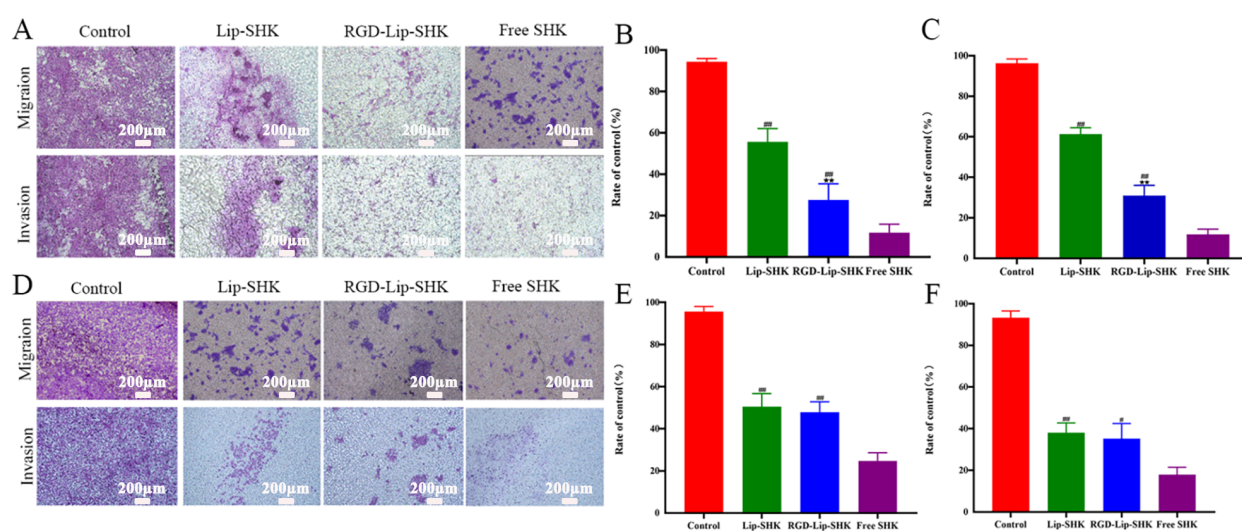 A
Control
Lip-SHK
RGD-Lip-SHK
Free SHK
Migraion
200μm
200μm
200μm
200μm
Invasion
200μm
200μm
200μm
200μm
B
Rate of control(%)
100
80
60
40
20
0
##
##
**
Control
Lip-SHK
RGD-Lip-SHK
Free SHK
C
Rate of control(%)
100
80
60
40
20
0
##
##
**
Control
Lip-SHK
RGD-Lip-SHK
Free SHK
D
Control
Lip-SHK
RGD-Lip-SHK
Free SHK
Migraion
200μm
200μm
200μm
200μm
Invasion
200μm
200μm
200μm
200μm
E
Rate of control(%)
100
80
60
40
20
0
##
##
Control
Lip-SHK
RGD-Lip-SHK
Free SHK
F
Rate of control(%)
100
80
60
40
20
0
##
#
Control
Lip-SHK
RGD-Lip-SHK
Free SHK